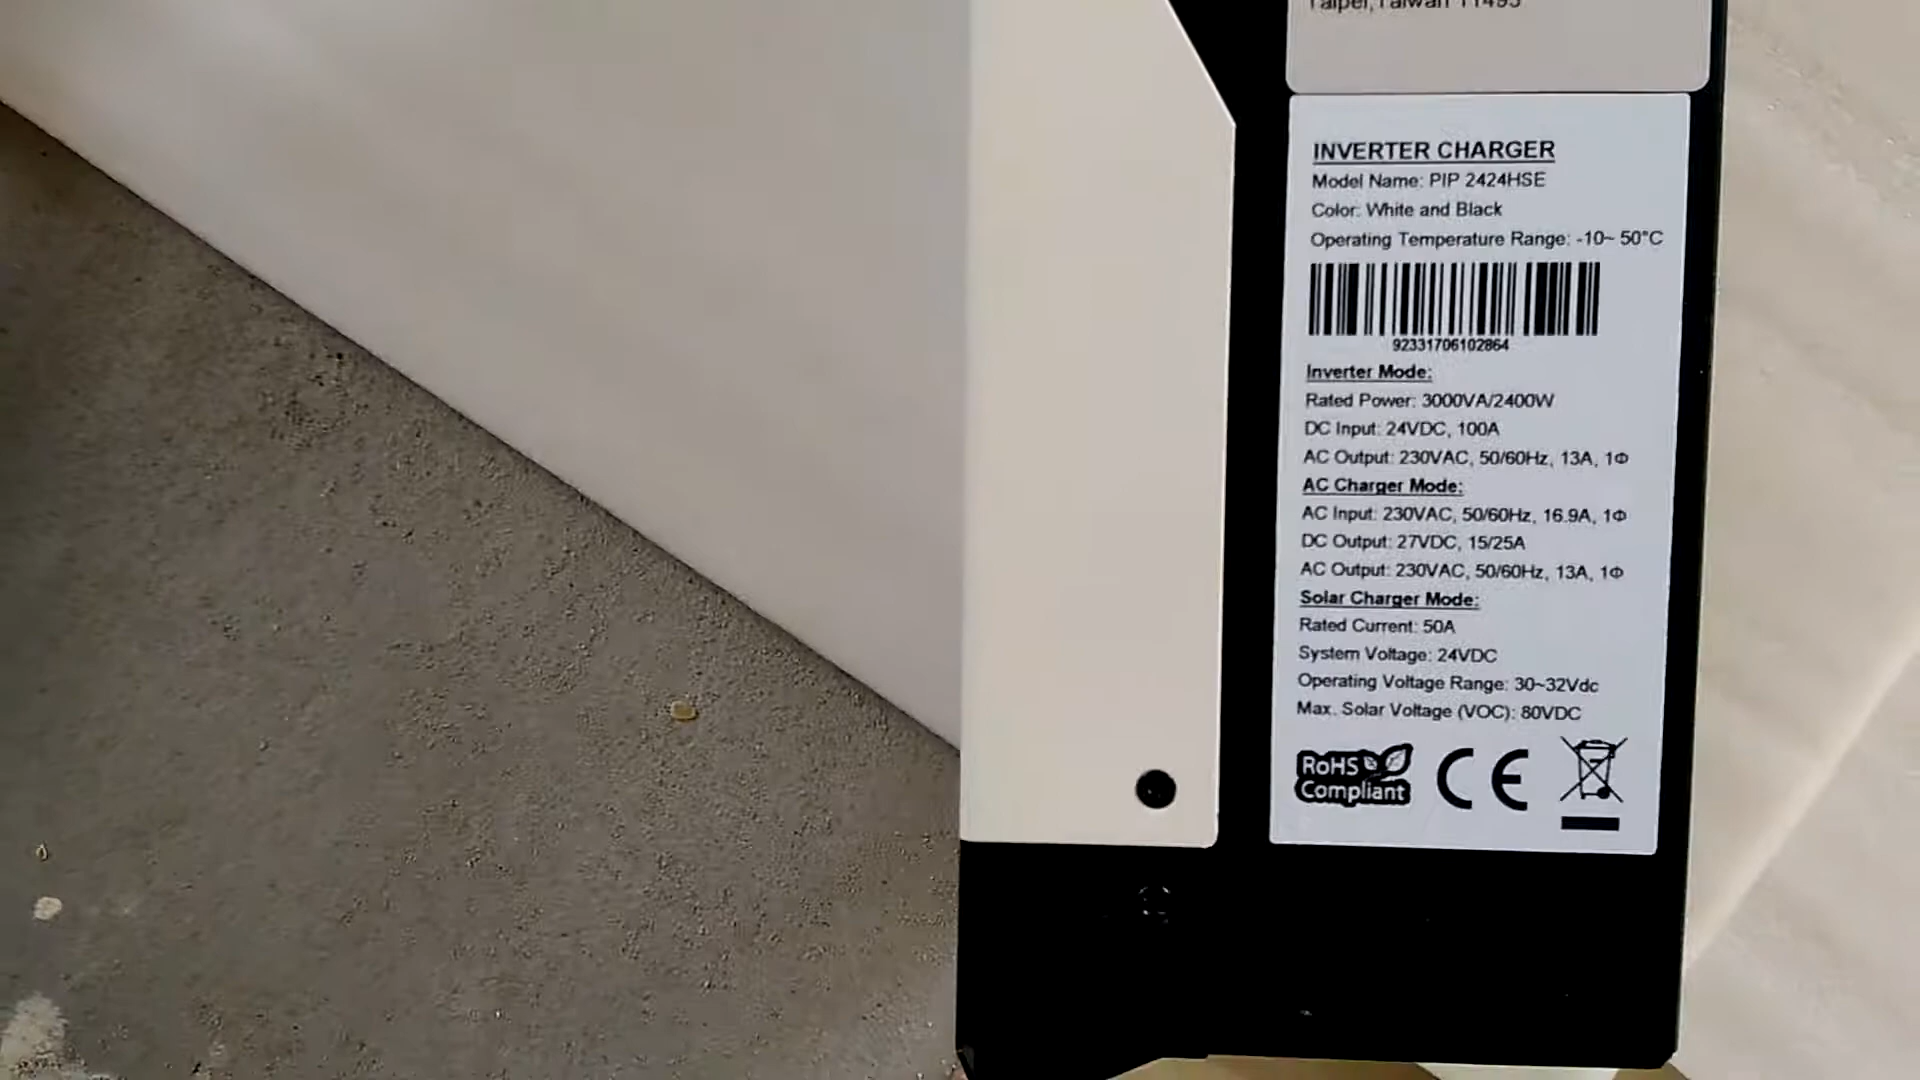 Taipei,Taiwan 11493
INVERTER CHARGER
Model Name: PIP 2424HSE
Color: White and Black
Operating Temperature Range: -10~ 50°C
92331706102864
Inverter Mode:
Rated Power: 3000VA/2400W
DC Input: 24VDC, 100A
AC Output: 230VAC, 50/60Hz, 13A, 1Φ
AC Charger Mode:
AC Input: 230VAC, 50/60Hz, 16.9A, 1Φ
DC Output: 27VDC, 15/25A
AC Output: 230VAC, 50/60Hz, 13A, 1Φ
Solar Charger Mode:
Rated Current: 50A
System Voltage: 24VDC
Operating Voltage Range: 30~32Vdc
Max. Solar Voltage (VOC): 80VDC
RoHS
Compliant
CE